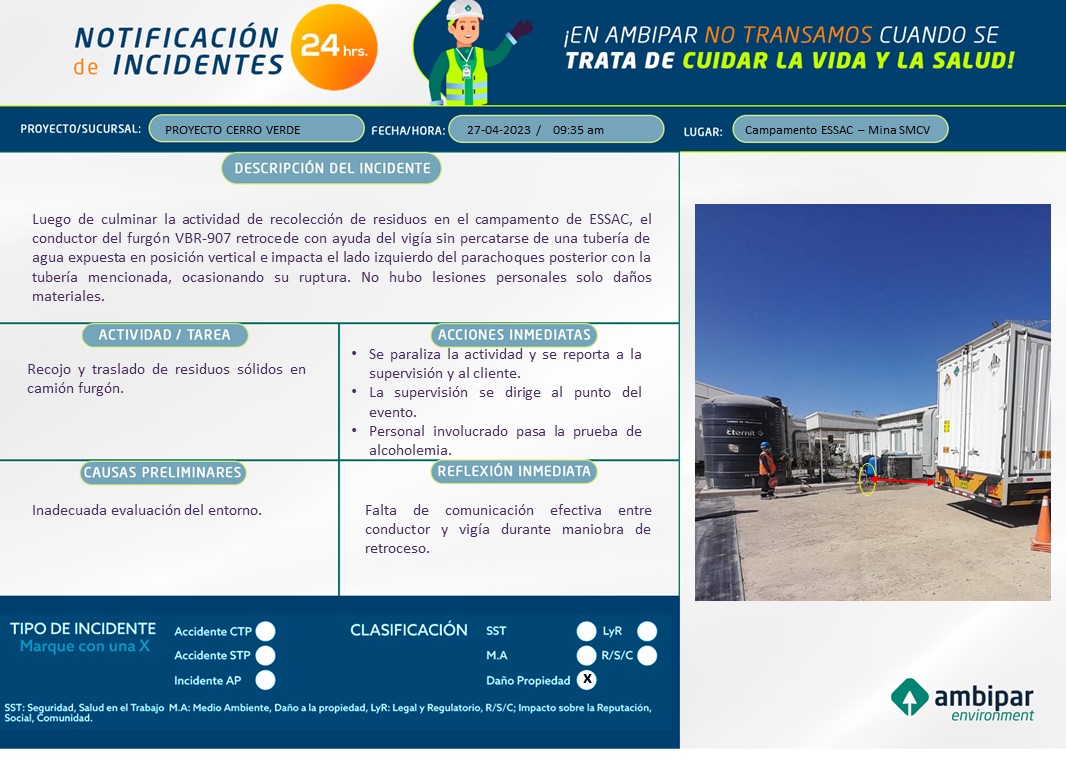 NOTIFICACIÓN
de INCIDENTES
24 hrs.
¡EN AMBIPAR NO TRANSAMOS CUANDO SE
TRATA DE CUIDAR LA VIDA Y LA SALUD!
PROYECTO/SUCURSAL: PROYECTO CERRO VERDE FECHA/HORA: 27-04-2023 / 09:35 am LUGAR: Campamento ESSAC – Mina SMCV
DESCRIPCIÓN DEL INCIDENTE
Luego de culminar la actividad de recolección de residuos en el campamento de ESSAC, el
conductor del furgón VBR-907 retrocede con ayuda del vigía sin percatarse de una tubería de
agua expuesta en posición vertical e impacta el lado izquierdo del parachoques posterior con la
tubería mencionada, ocasionando su ruptura. No hubo lesiones personales solo daños
materiales.
ACTIVIDAD / TAREA
Recojo y traslado de residuos sólidos en
camión furgón.
ACCIONES INMEDIATAS
• Se paraliza la actividad y se reporta a la
supervisión y al cliente.
• La supervisión se dirige al punto del
evento.
• Personal involucrado pasa la prueba de
alcoholemia.
CAUSAS PRELIMINARES
Inadecuada evaluación del entorno.
REFLEXIÓN INMEDIATA
Falta de comunicación efectiva entre
conductor y vigía durante maniobra de
retroceso.
eternit
TIPO DE INCIDENTE
Marque con una X
Accidente CTP
Accidente STP
Incidente AP
CLASIFICACIÓN
SST LyR
M.A R/S/C
Daño Propiedad X
SST: Seguridad, Salud en el Trabajo M.A: Medio Ambiente, Daño a la propiedad, LyR: Legal y Regulatorio, R/S/C; Impacto sobre la Reputación,
Social, Comunidad.
ambipar
environment